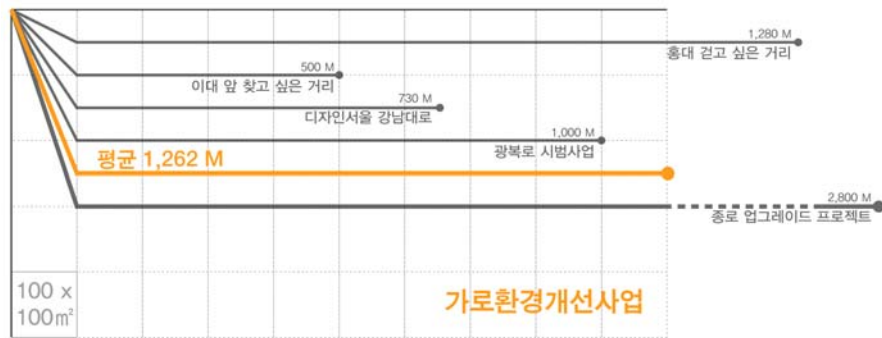 1,280 M
홍대 걷고 싶은 거리
500 M
이대 앞 찾고 싶은 거리
730 M
디자인서울 강남대로
1,000 M
광복로 시범사업
평균 1,262 M
2,800 M
종로 업그레이드 프로젝트
100 x
100㎡
가로환경개선사업